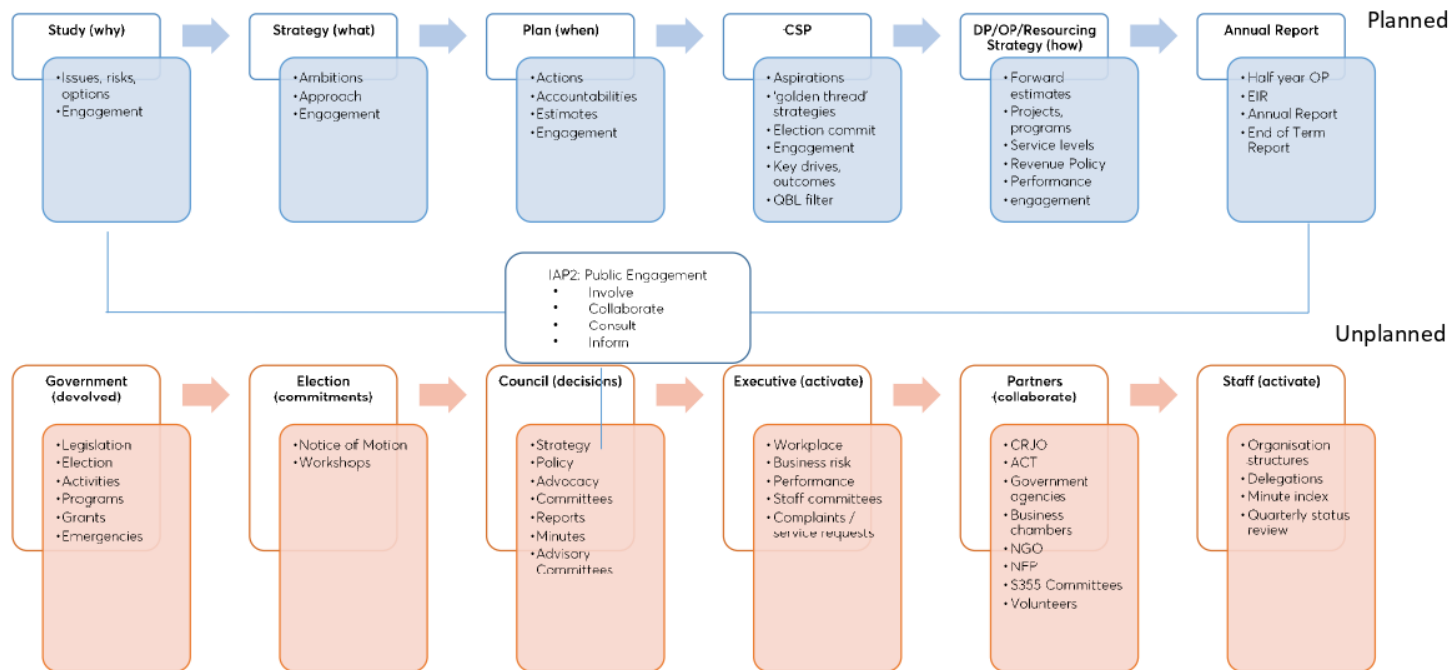 Planned
Study (why)
• Issues, risks,
options
• Engagement
Strategy (what)
• Ambitions
• Approach
• Engagement
Plan (when)
• Actions
• Accountabilities
• Estimates
• Engagement
CSP
• Aspirations
• 'golden thread'
strategies
• Election commit
• Engagement
• Key drives,
outcomes
• QBL filter
DP/OP/Resourcing
Strategy (how)
• Forward
estimates
• Projects,
programs
• Service levels
• Revenue Policy
• Performance
• engagement
Annual Report
• Half year OP
• EIR
• Annual Report
• End of Term
Report
IAP2: Public Engagement
• Involve
• Collaborate
• Consult
• Inform
Unplanned
Government
(devolved)
• Legislation
• Election
• Activities
• Programs
• Grants
• Emergencies
Election
(commitments)
• Notice of Motion
• Workshops
Council (decisions)
• Strategy
• Policy
• Advocacy
• Committees
• Reports
• Minutes
• Advisory
Committees
Executive (activate)
• Workplace
• Business risk
• Performance
• Staff committees
• Complaints /
service requests
Partners
(collaborate)
• CRJO
• ACT
• Government
agencies
• Business
chambers
• NGO
• NFP
• S355 Committees
• Volunteers
Staff (activate)
• Organisation
structures
• Delegations
• Minute index
• Quarterly status
review